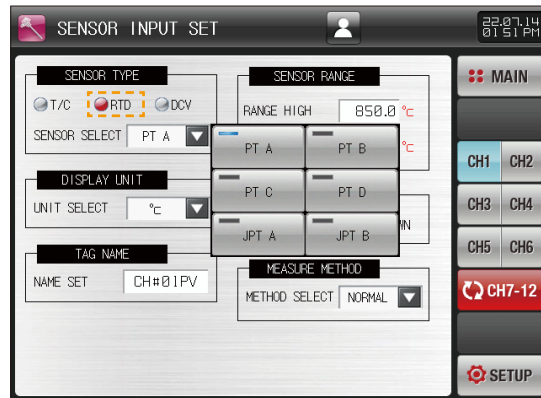 SENSOR INPUT SET
22.07.14
01 51 PM
SENSOR TYPE
T/C RTD DCV
SENSOR SELECT PT A
DISPLAY UNIT
UNIT SELECT °C
TAG NAME
NAME SET CH#01PV
SENSOR RANGE
RANGE HIGH 850.0 °C
°C
PT A PT B
PT C PT D
JPT A JPT B
MEASURE METHOD
METHOD SELECT NORMAL
MAIN
CH1 CH2
CH3 CH4
CH5 CH6
CH7-12
SETUP